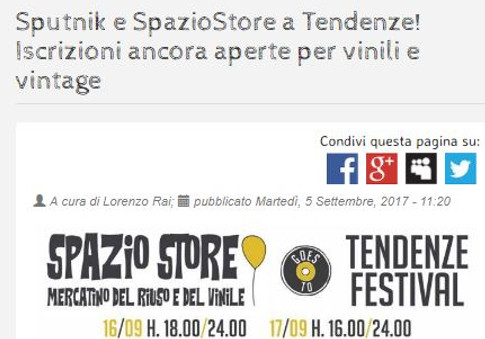 Sputnik e SpazioStore a Tendenze!
Iscrizioni ancora aperte per vinili e
vintage
Condividi questa pagina su:
A cura di Lorenzo Rai; pubblicato Martedì, 5 Settembre, 2017 - 11:20
SPAZIO STORE
MERCATINO DEL RIUSO E DEL VINILE
GOES
TO
TENDENZE
FESTIVAL
16/09 H. 18.00/24.00 17/09 H. 16.00/24.00